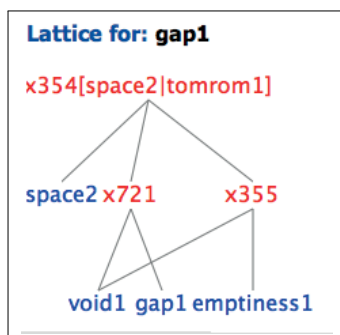 Lattice for: gap1
x354[space2|tomrom1]
space2 x721 x355
void1 gap1 emptiness1